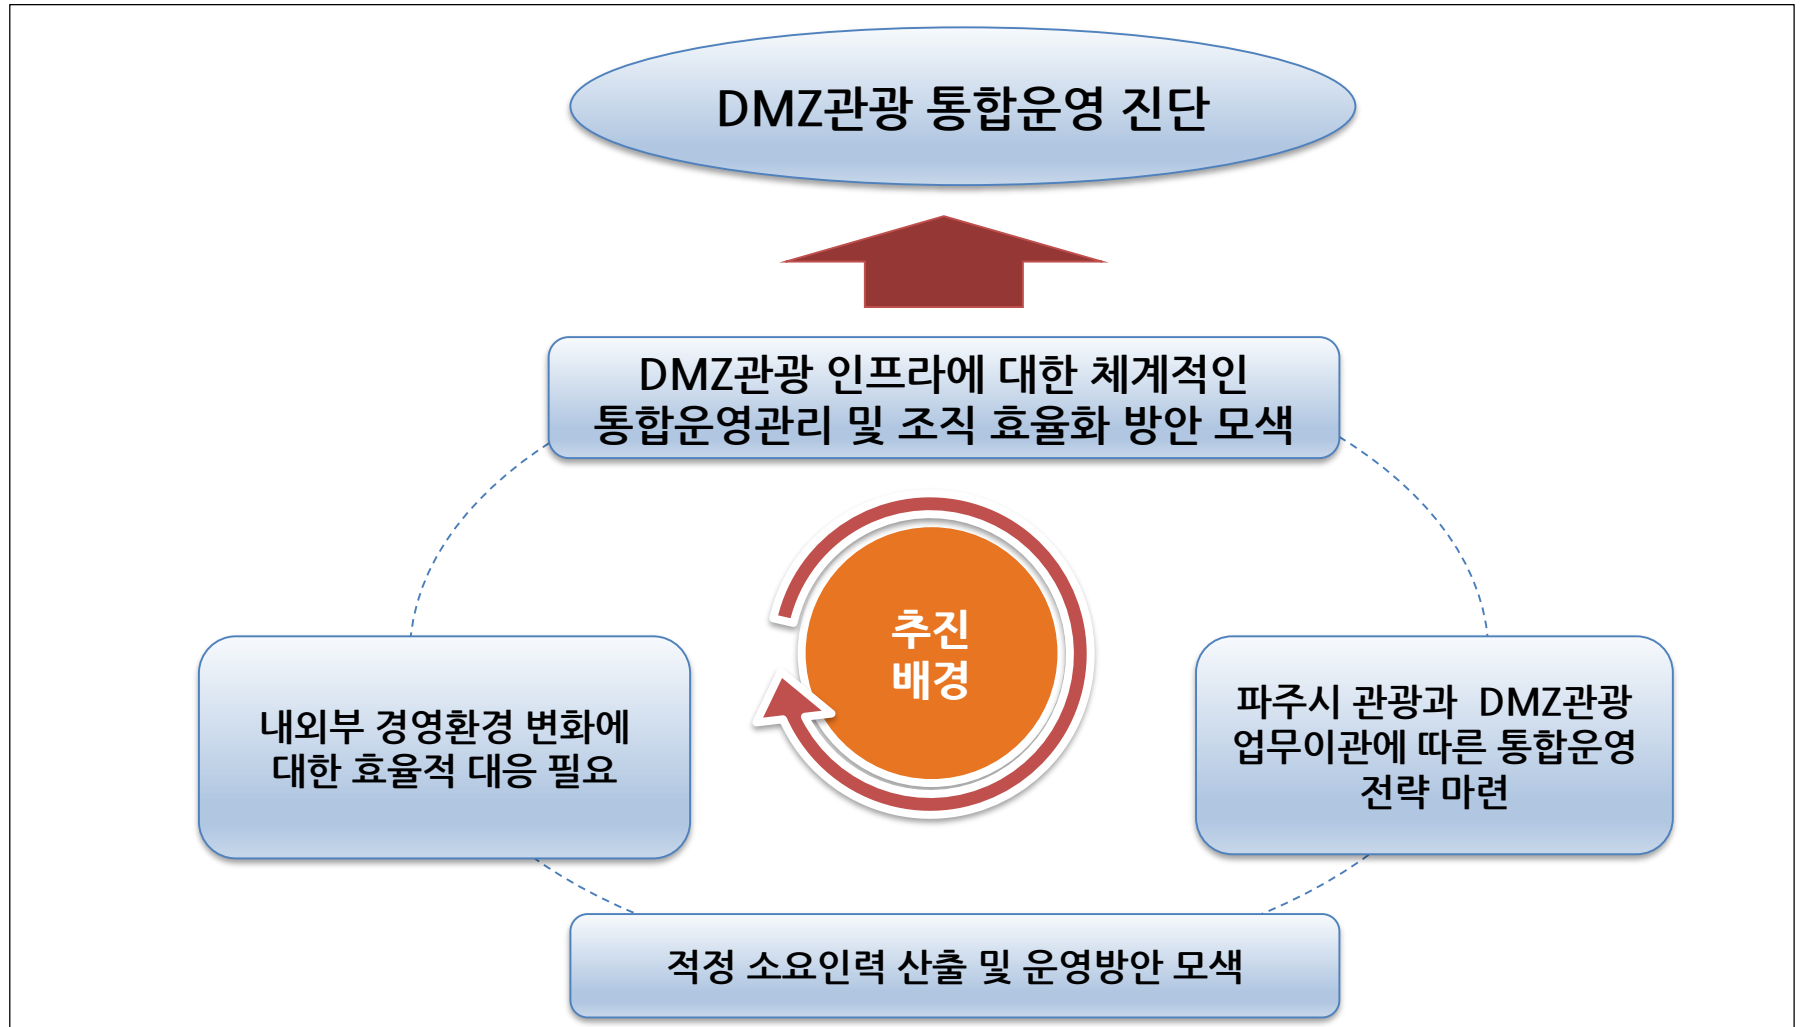 DMZ관광 통합운영 진단
DMZ관광 인프라에 대한 체계적인
통합운영관리 및 조직 효율화 방안 모색
추진
배경
내외부 경영환경 변화에
대한 효율적 대응 필요
파주시 관광과 DMZ관광
업무이관에 따른 통합운영
전략 마련
적정 소요인력 산출 및 운영방안 모색